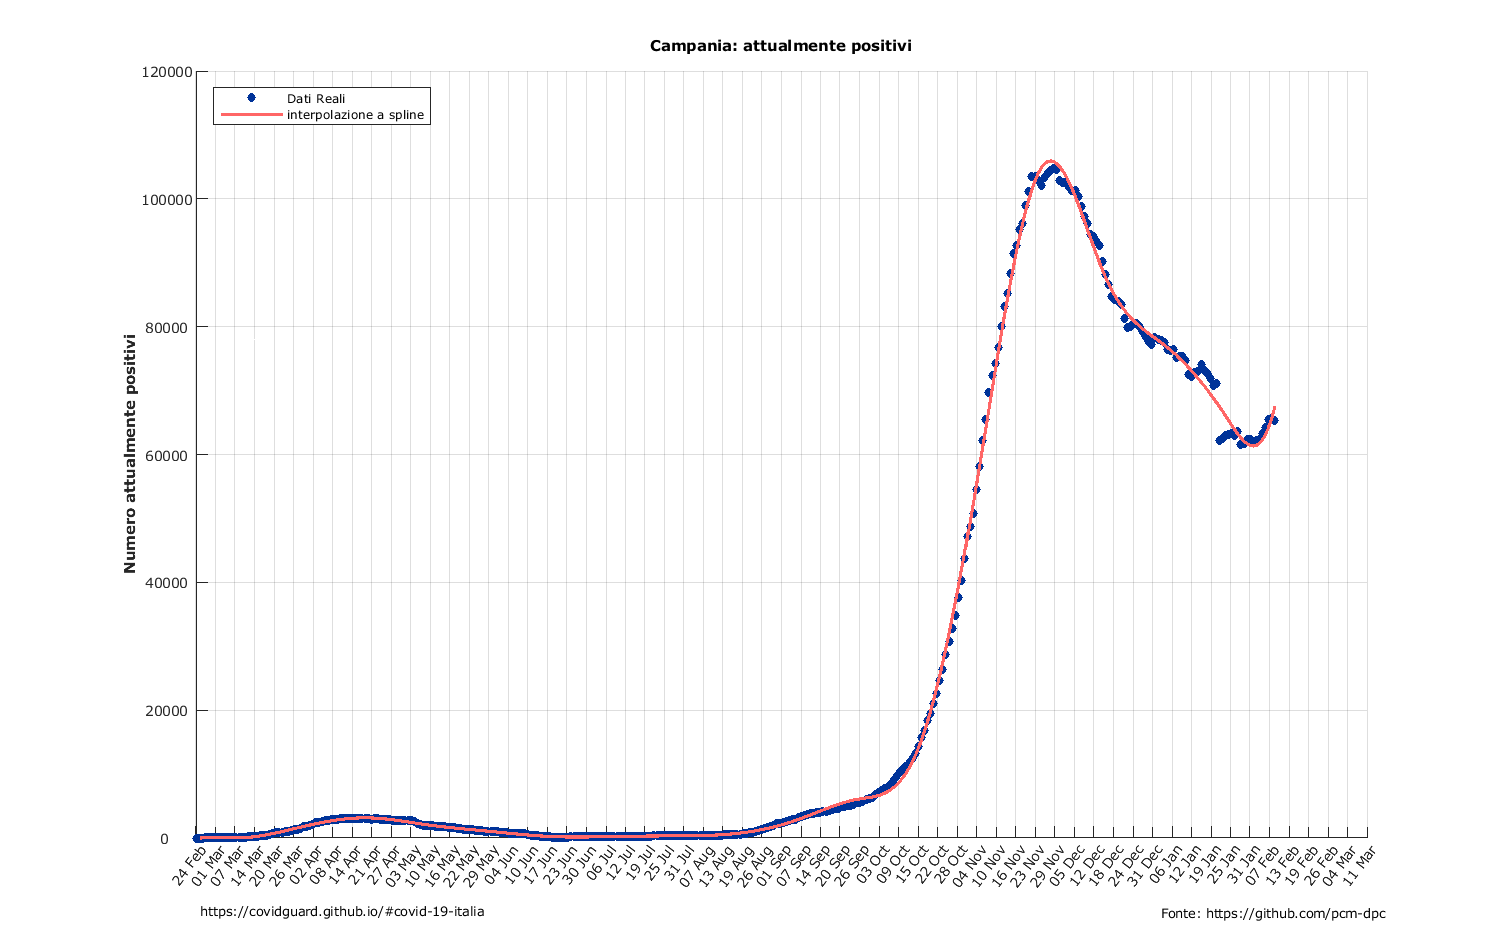 Campania: attualmente positivi
120000
100000
80000
60000
40000
20000
0
Numero attualmente positivi
Dati Reali
interpolazione a spline
24 Feb
01 Mar
07 Mar
14 Mar
20 Mar
26 Mar
02 Apr
08 Apr
14 Apr
21 Apr
27 Apr
03 May
10 May
16 May
22 May
29 May
04 Jun
10 Jun
17 Jun
23 Jun
30 Jun
06 Jul
12 Jul
19 Jul
25 Jul
31 Jul
07 Aug
13 Aug
19 Aug
26 Aug
01 Sep
07 Sep
14 Sep
20 Sep
26 Sep
03 Oct
09 Oct
15 Oct
22 Oct
28 Oct
04 Nov
10 Nov
16 Nov
23 Nov
29 Nov
05 Dec
12 Dec
18 Dec
24 Dec
31 Dec
06 Jan
12 Jan
19 Jan
25 Jan
31 Jan
07 Feb
13 Feb
19 Feb
26 Feb
04 Mar
11 Mar
https://covidguard.github.io/#covid-19-italia
Fonte: https://github.com/pcm-dpc